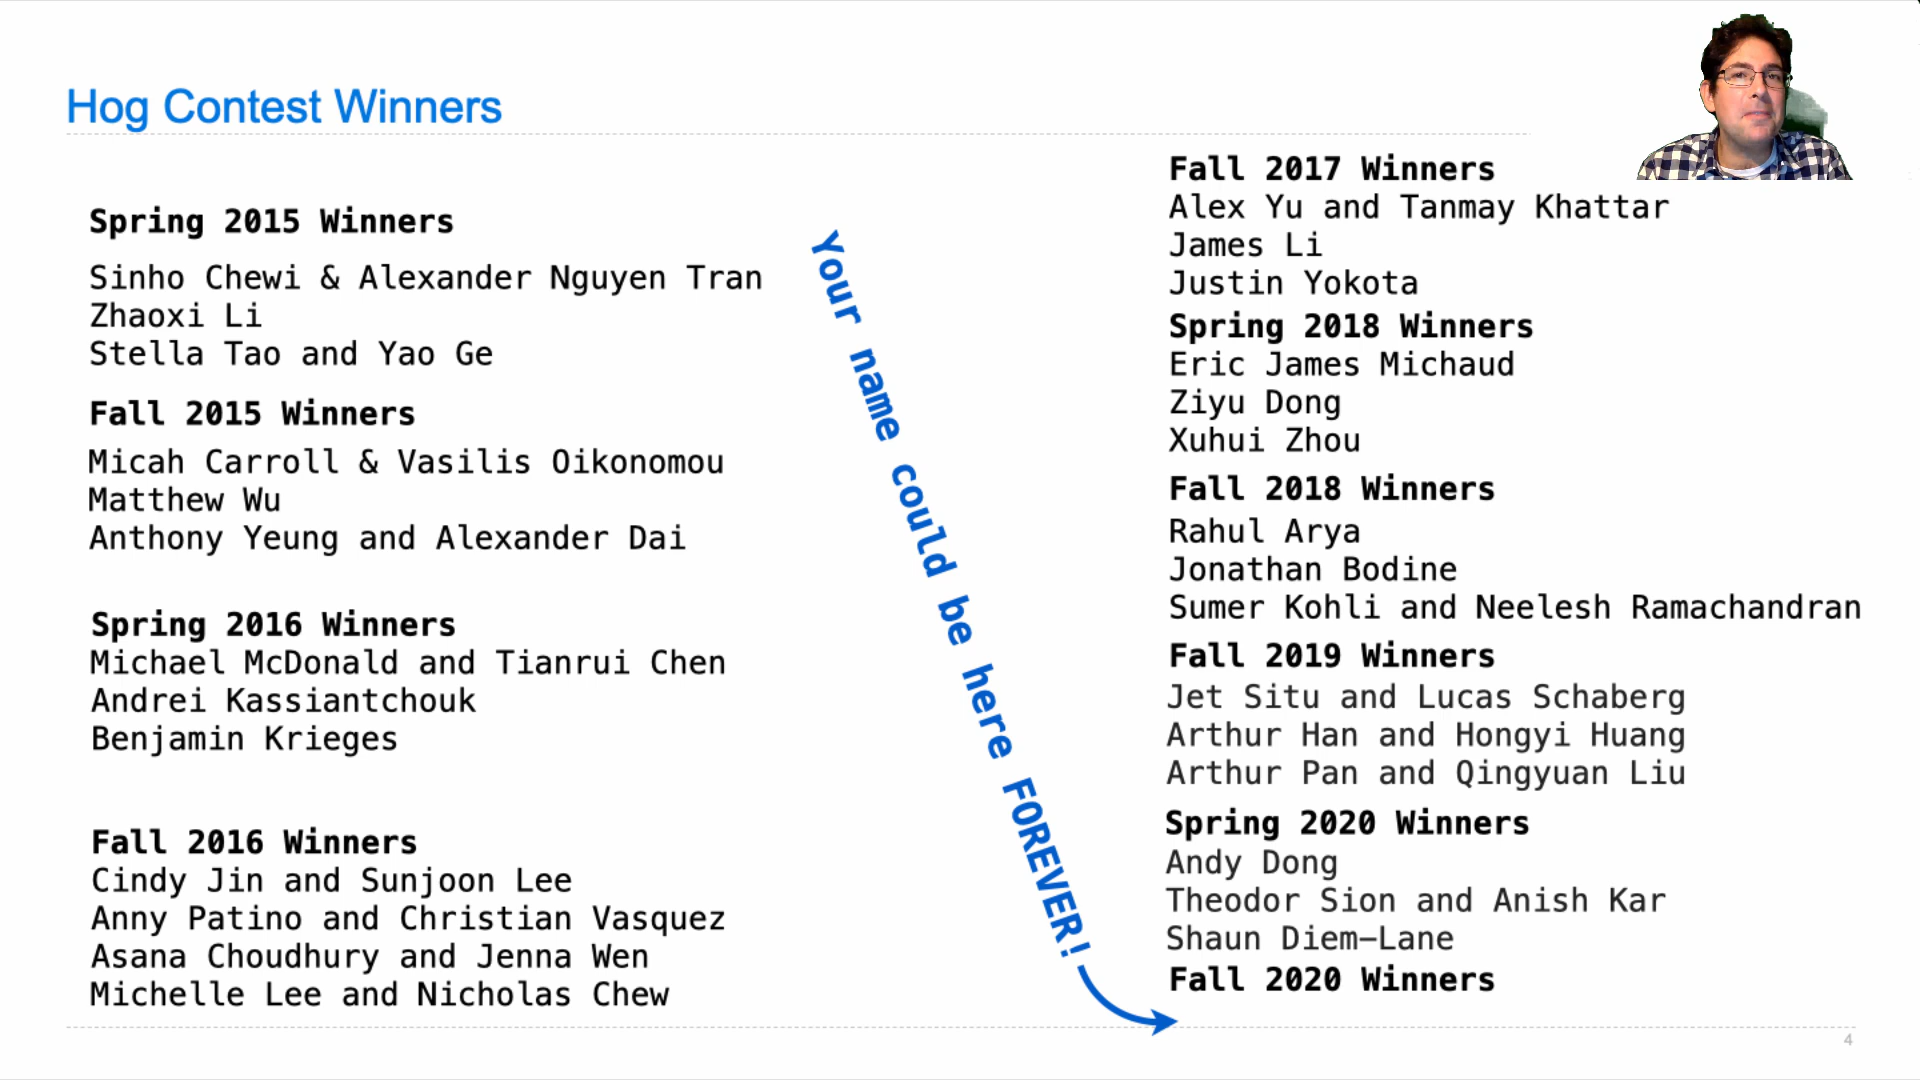 Hog Contest Winners
Spring 2015 Winners
Sinho Chewi & Alexander Nguyen Tran
Zhaoxi Li
Stella Tao and Yao Ge
Fall 2015 Winners
Micah Carroll & Vasilis Oikonomou
Matthew Wu
Anthony Yeung and Alexander Dai
Spring 2016 Winners
Michael McDonald and Tianrui Chen
Andrei Kassiantchouk
Benjamin Krieges
Fall 2016 Winners
Cindy Jin and Sunjoon Lee
Anny Patino and Christian Vasquez
Asana Choudhury and Jenna Wen
Michelle Lee and Nicholas Chew
Your name could be here FOREVER!
Fall 2017 Winners
Alex Yu and Tanmay Khattar
James Li
Justin Yokota
Spring 2018 Winners
Eric James Michaud
Ziyu Dong
Xuhui Zhou
Fall 2018 Winners
Rahul Arya
Jonathan Bodine
Sumer Kohli and Neelesh Ramachandran
Fall 2019 Winners
Jet Situ and Lucas Schaberg
Arthur Han and Hongyi Huang
Arthur Pan and Qingyuan Liu
Spring 2020 Winners
Andy Dong
Theodor Sion and Anish Kar
Shaun Diem–Lane
Fall 2020 Winners
4